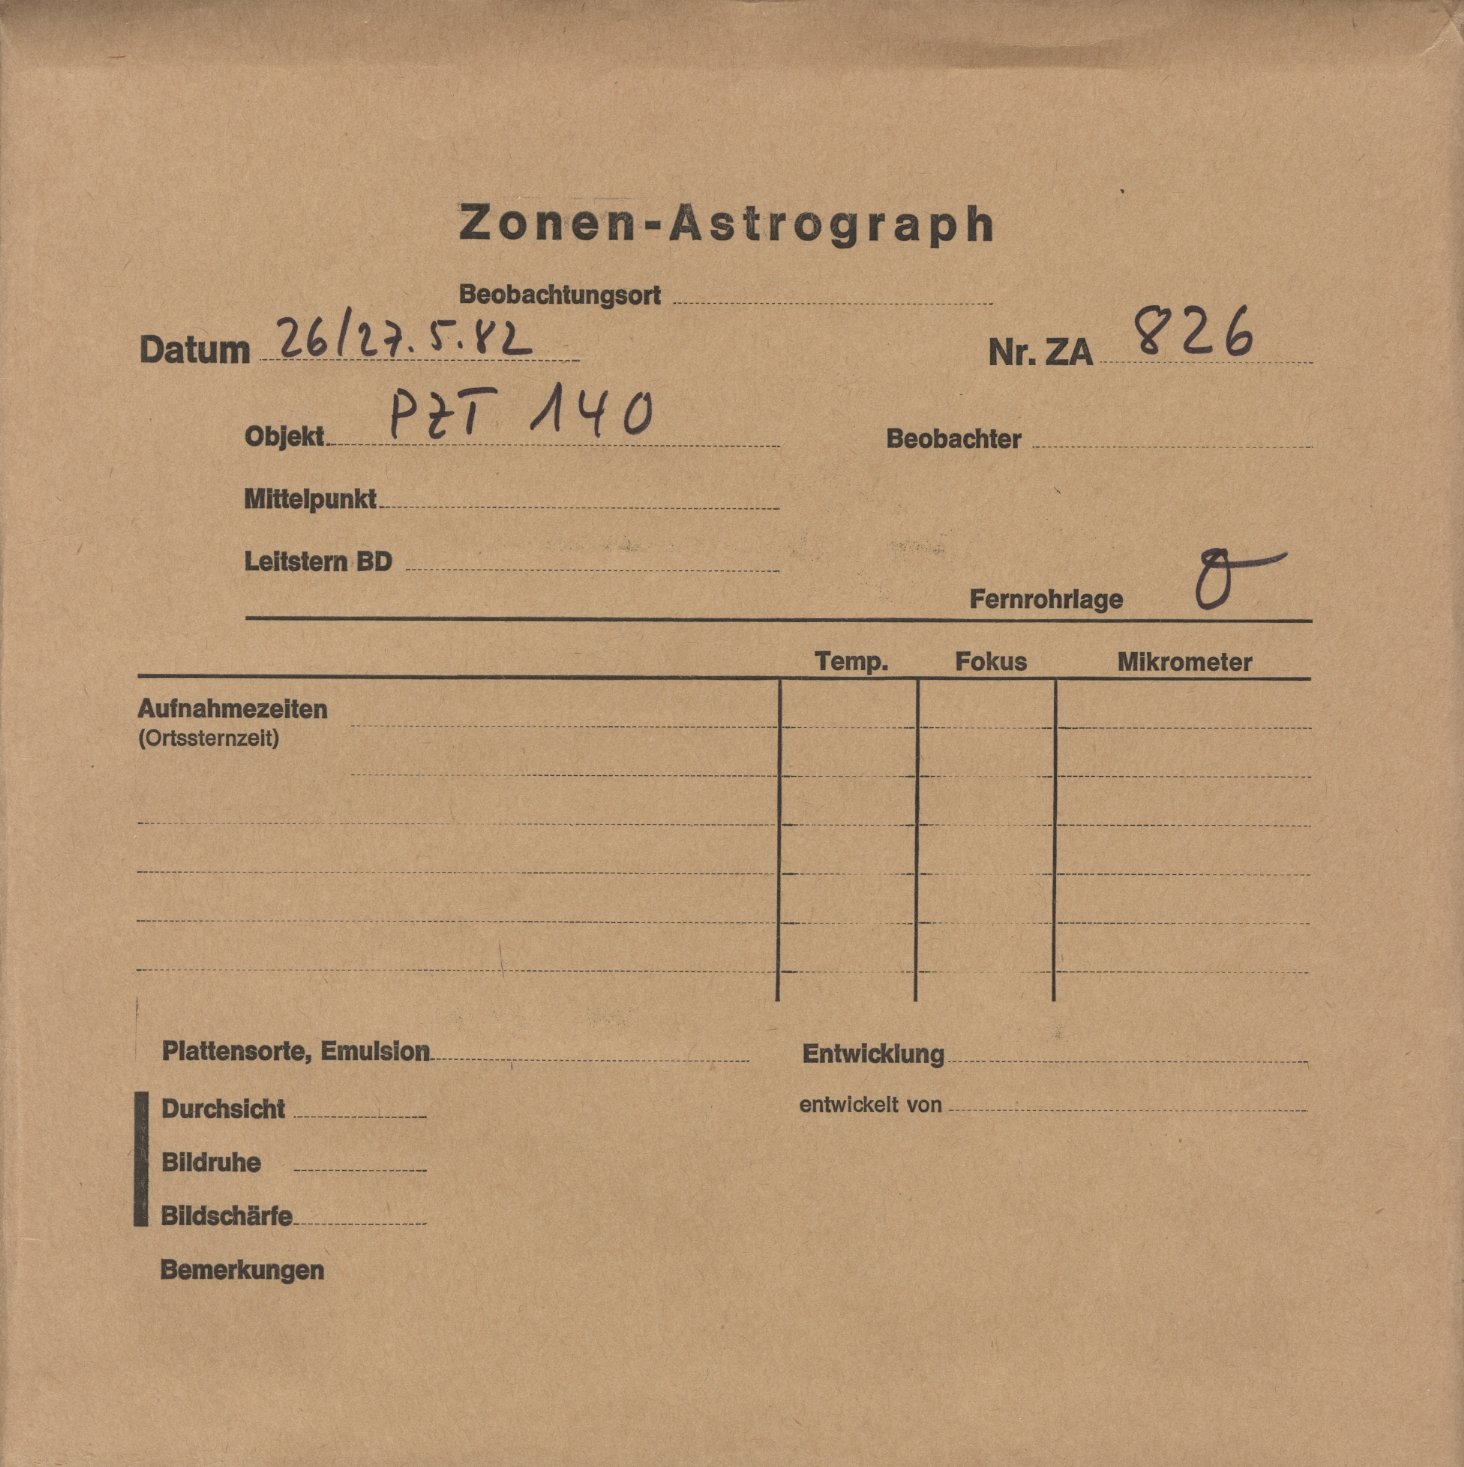 Zonen-Astrograph
Beobachtungsort
Datum 26/27.5.82 Nr. ZA 826
Objekt PZT 140 Beobachter
Mittelpunkt
Leitstern BD
Fernrohrlage
Temp. Fokus Mikrometer
Aufnahmezeiten
(Ortssternzeit)
Plattensorte, Emulsion Entwicklung
Durchsicht entwickelt von
Bildruhe
Bildschärfe
Bemerkungen